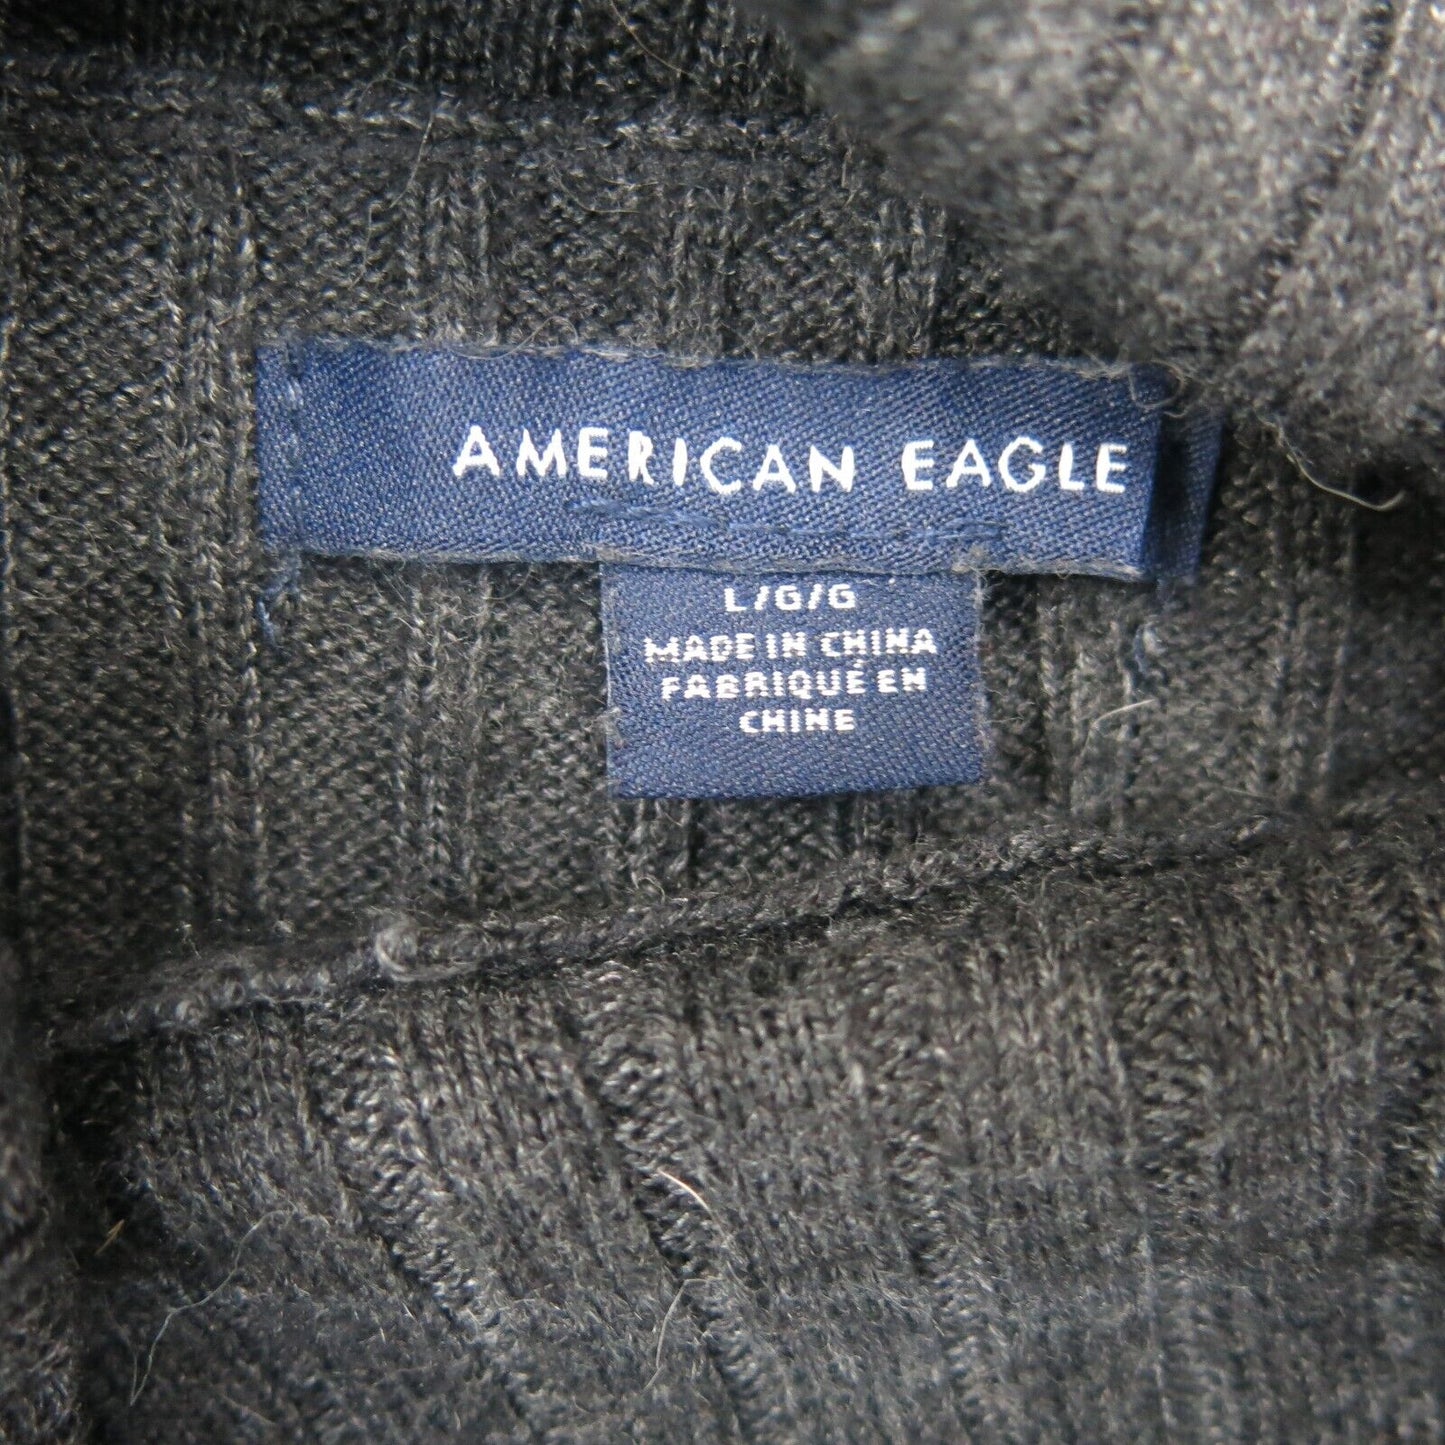 AMERICAN EAGLE
L/G/G
MADE IN CHINA
FABRIQUÉ EN
CHINE